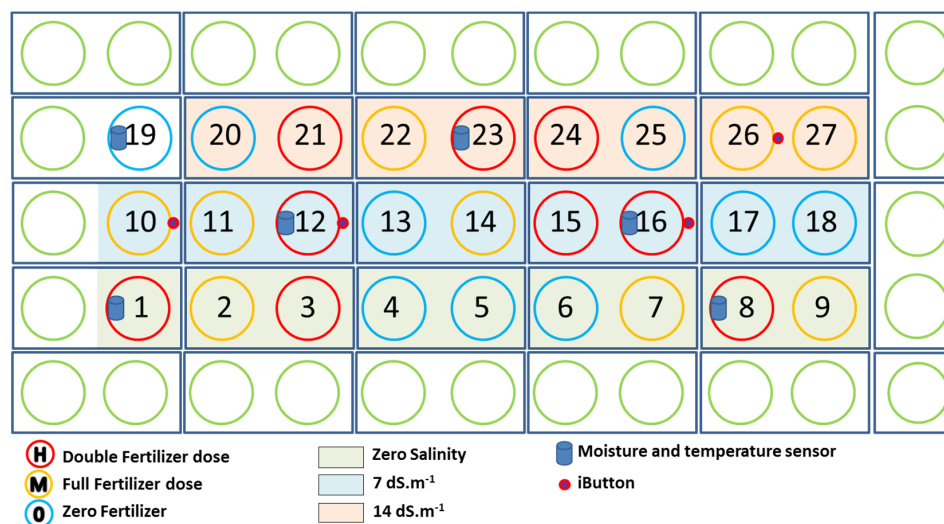 19 20 21 22 23 24 25 26 27
10 11 12 13 14 15 16 17 18
1 2 3 4 5 6 7 8 9
H Double Fertilizer dose
M Full Fertilizer dose
0 Zero Fertilizer
Zero Salinity
7 dS.m⁻¹
14 dS.m⁻¹
Moisture and temperature sensor
iButton